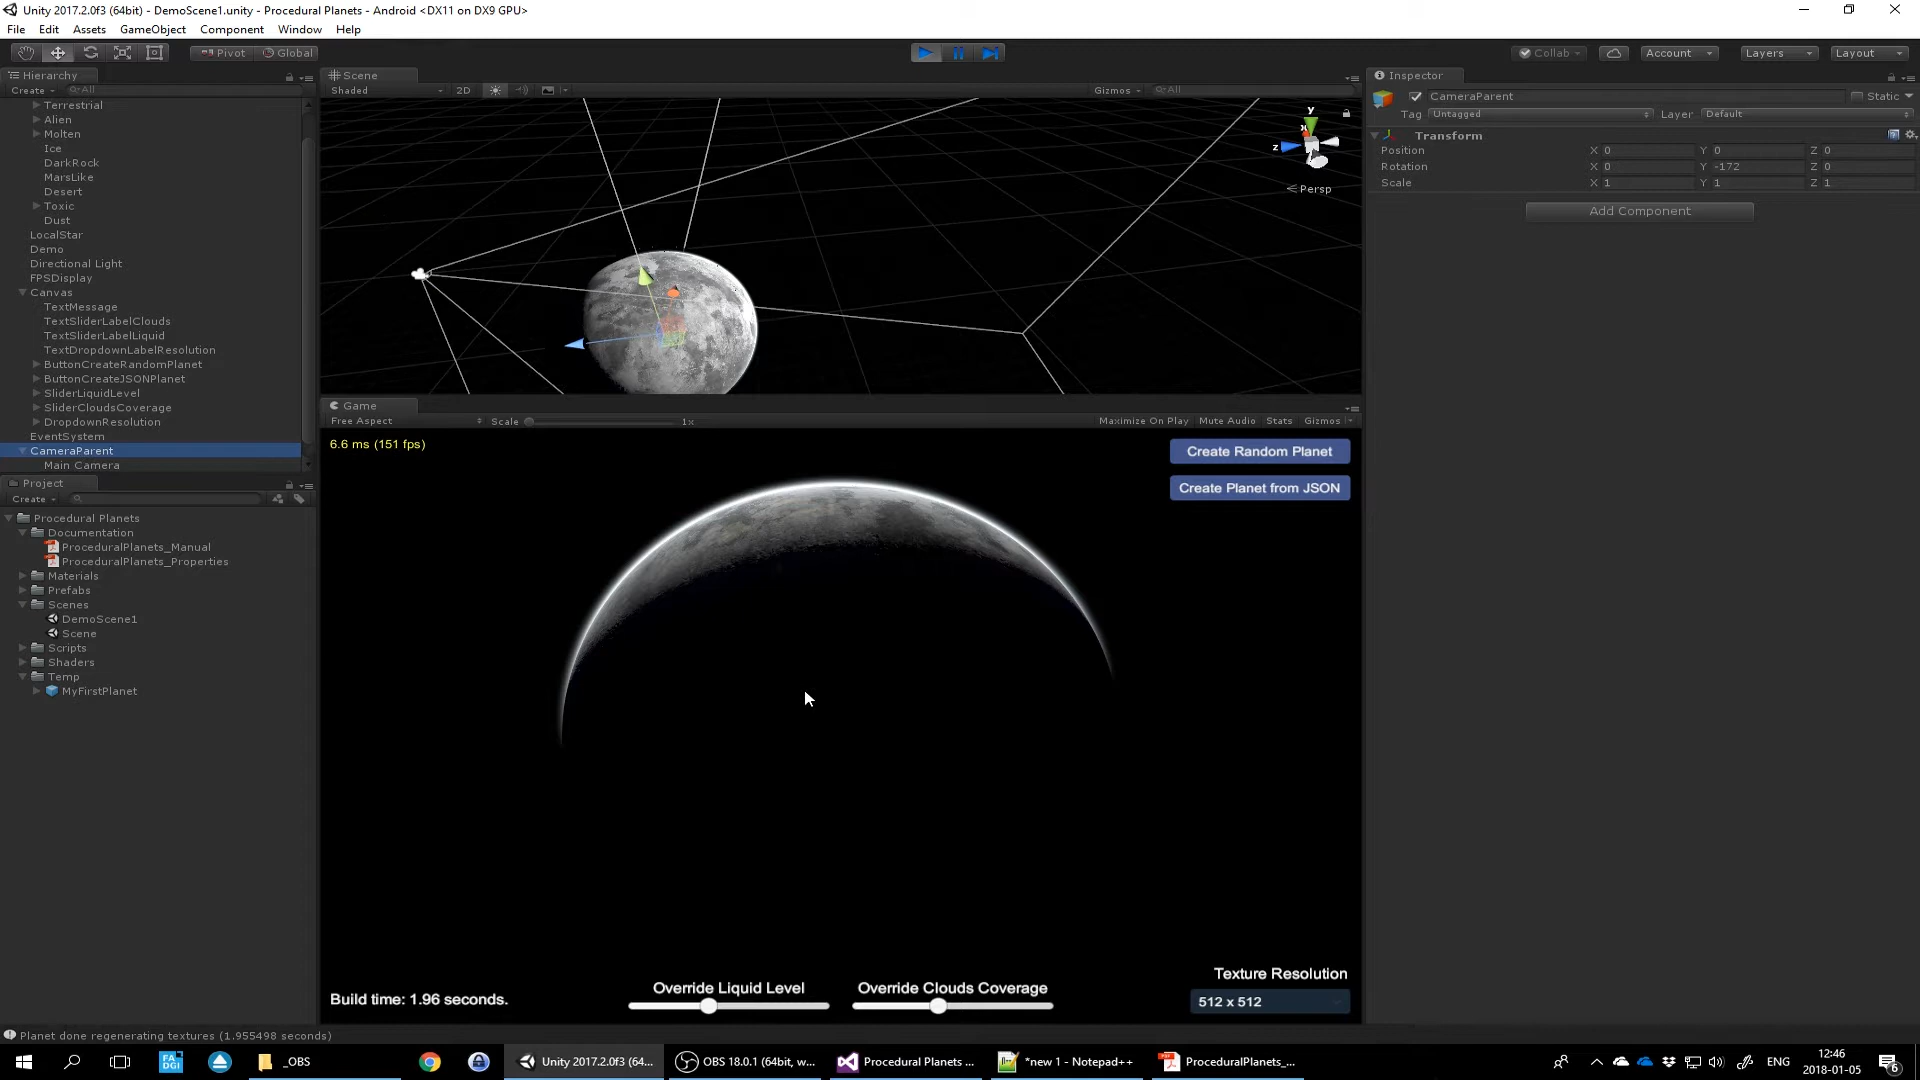 Unity 2017.2.0f3 (64bit) - DemoScene1.unity - Procedural Planets - Android <DX11 on DX9 GPU>
File Edit Assets GameObject Component Window Help
Pivot Global Collab Account Layers Layout
Hierarchy
Create All
Terrestrial
Alien
Molten
Ice
DarkRock
MarsLike
Desert
Toxic
Dust
LocalStar
Demo
Directional Light
FPSDisplay
Canvas
TextMessage
TextSliderLabelClouds
TextSliderLabelLiquid
TextDropdownLabelResolution
ButtonCreateRandomPlanet
ButtonCreateJSONPlanet
SliderLiquidLevel
SliderCloudsCoverage
DropdownResolution
EventSystem
CameraParent
Main Camera
Project
Create
Procedural Planets
Documentation
ProceduralPlanets_Manual
ProceduralPlanets_Properties
Materials
Prefabs
Scenes
DemoScene1
Scene
Scripts
Shaders
Temp
MyFirstPlanet
Scene
Shaded 2D Gizmos All
y
x
z
Persp
Game
Free Aspect Scale 1x Maximize On Play Mute Audio Stats Gizmos
6.6 ms (151 fps)
Create Random Planet
Create Planet from JSON
Build time: 1.96 seconds.
Override Liquid Level
Override Clouds Coverage
Texture Resolution
512 x 512
Inspector
CameraParent Static
Tag Untagged Layer Default
Transform
Position X 0 Y 0 Z 0
Rotation X 0 Y -172 Z 0
Scale X 1 Y 1 Z 1
Add Component
Planet done regenerating textures (1.955498 seconds)
FA
DGI
_OBS
Unity 2017.2.0f3 (64...
OBS 18.0.1 (64bit, w...
Procedural Planets ...
*new 1 - Notepad++
ProceduralPlanets_...
ENG
12:46
2018-01-05
6